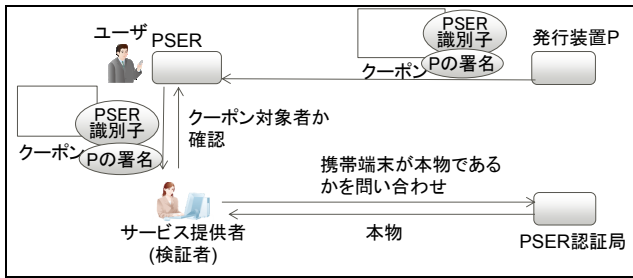 ユーザ
PSER
PSER
識別子
Pの署名
クーポン
発行装置P
PSER
識別子
Pの署名
クーポン
クーポン対象者か
確認
携帯端末が本物である
かを問い合わせ
本物
サービス提供者
(検証者)
PSER認証局